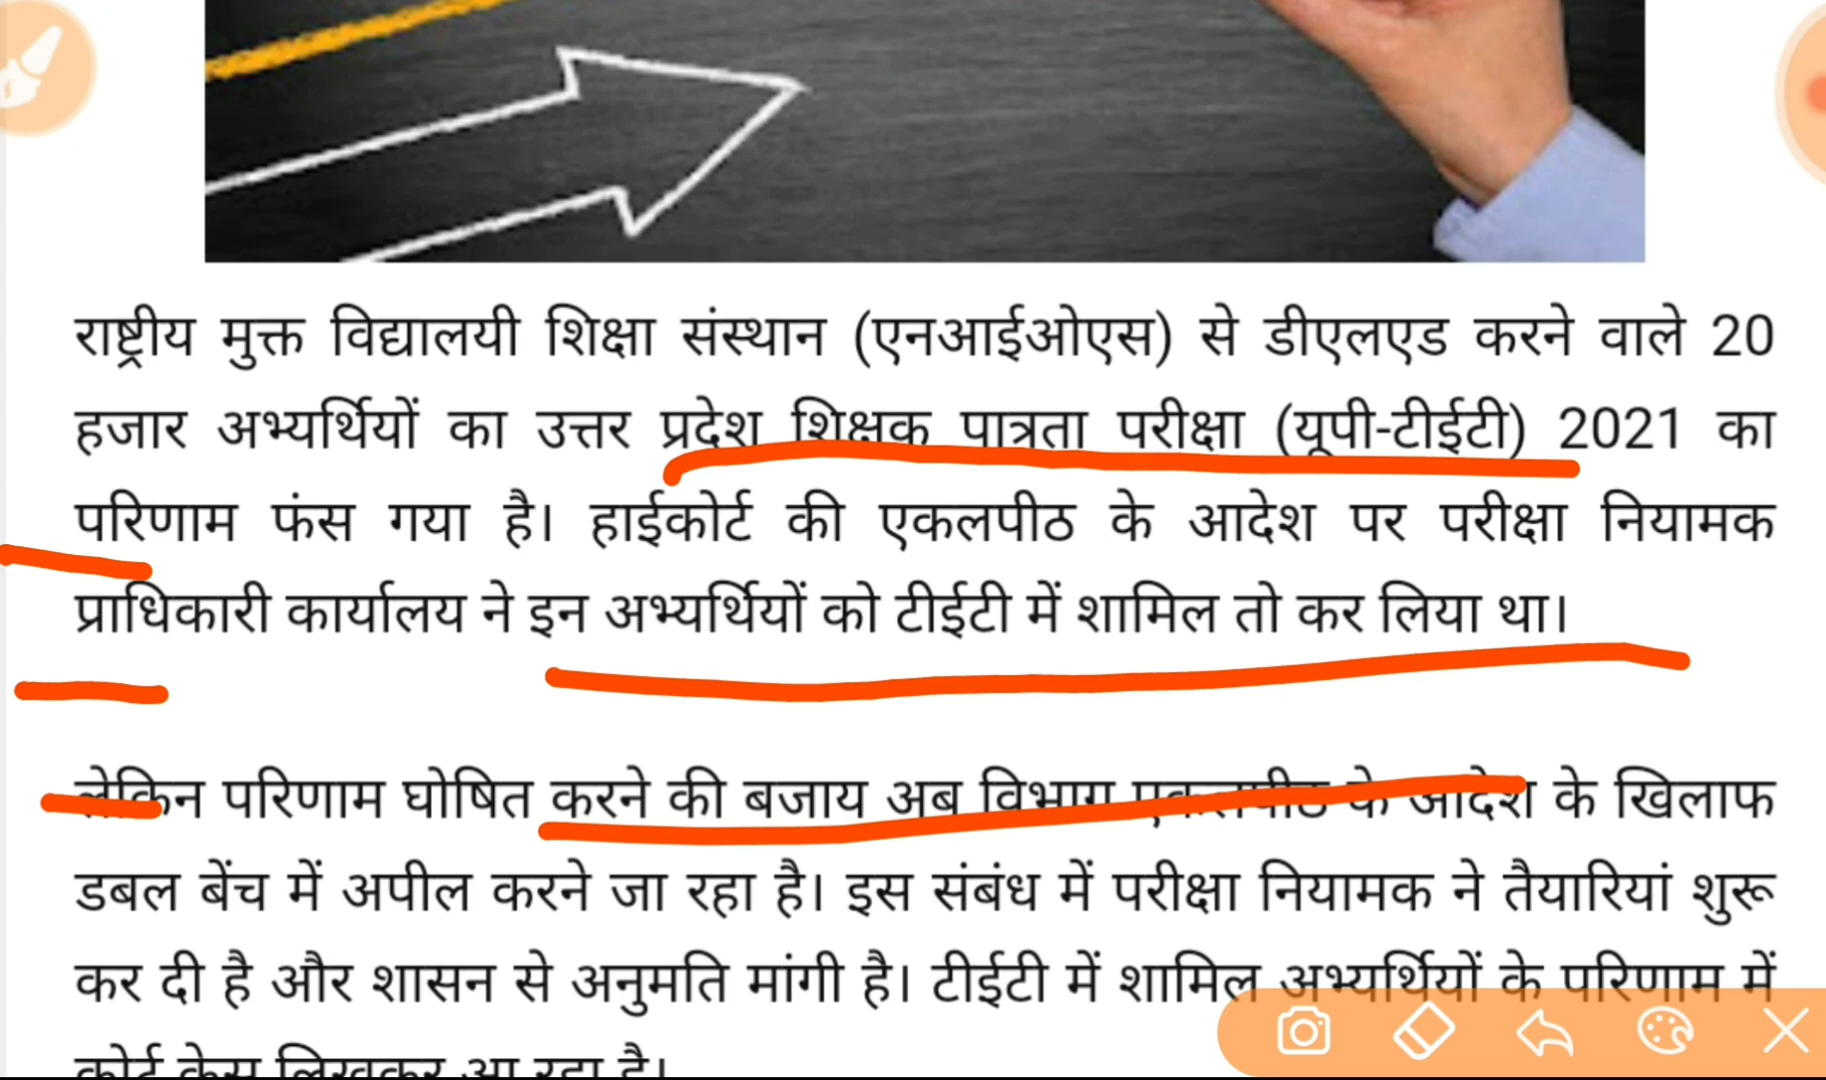 राष्ट्रीय मुक्त विद्यालयी शिक्षा संस्थान (एनआईओएस) से डीएलएड करने वाले 20
हजार अभ्यर्थियों का उत्तर प्रदेश शिक्षक पात्रता परीक्षा (यूपी-टीईटी) 2021 का
परिणाम फंस गया है। हाईकोर्ट की एकलपीठ के आदेश पर परीक्षा नियामक
प्राधिकारी कार्यालय ने इन अभ्यर्थियों को टीईटी में शामिल तो कर लिया था।
लेकिन परिणाम घोषित करने की बजाय अब विभाग एकलपीठ के आदेश के खिलाफ
डबल बेंच में अपील करने जा रहा है। इस संबंध में परीक्षा नियामक ने तैयारियां शुरू
कर दी है और शासन से अनुमति मांगी है। टीईटी में शामिल अभ्यर्थियों के परिणाम में
कोर्ट केस लिखकर आ रहा है।